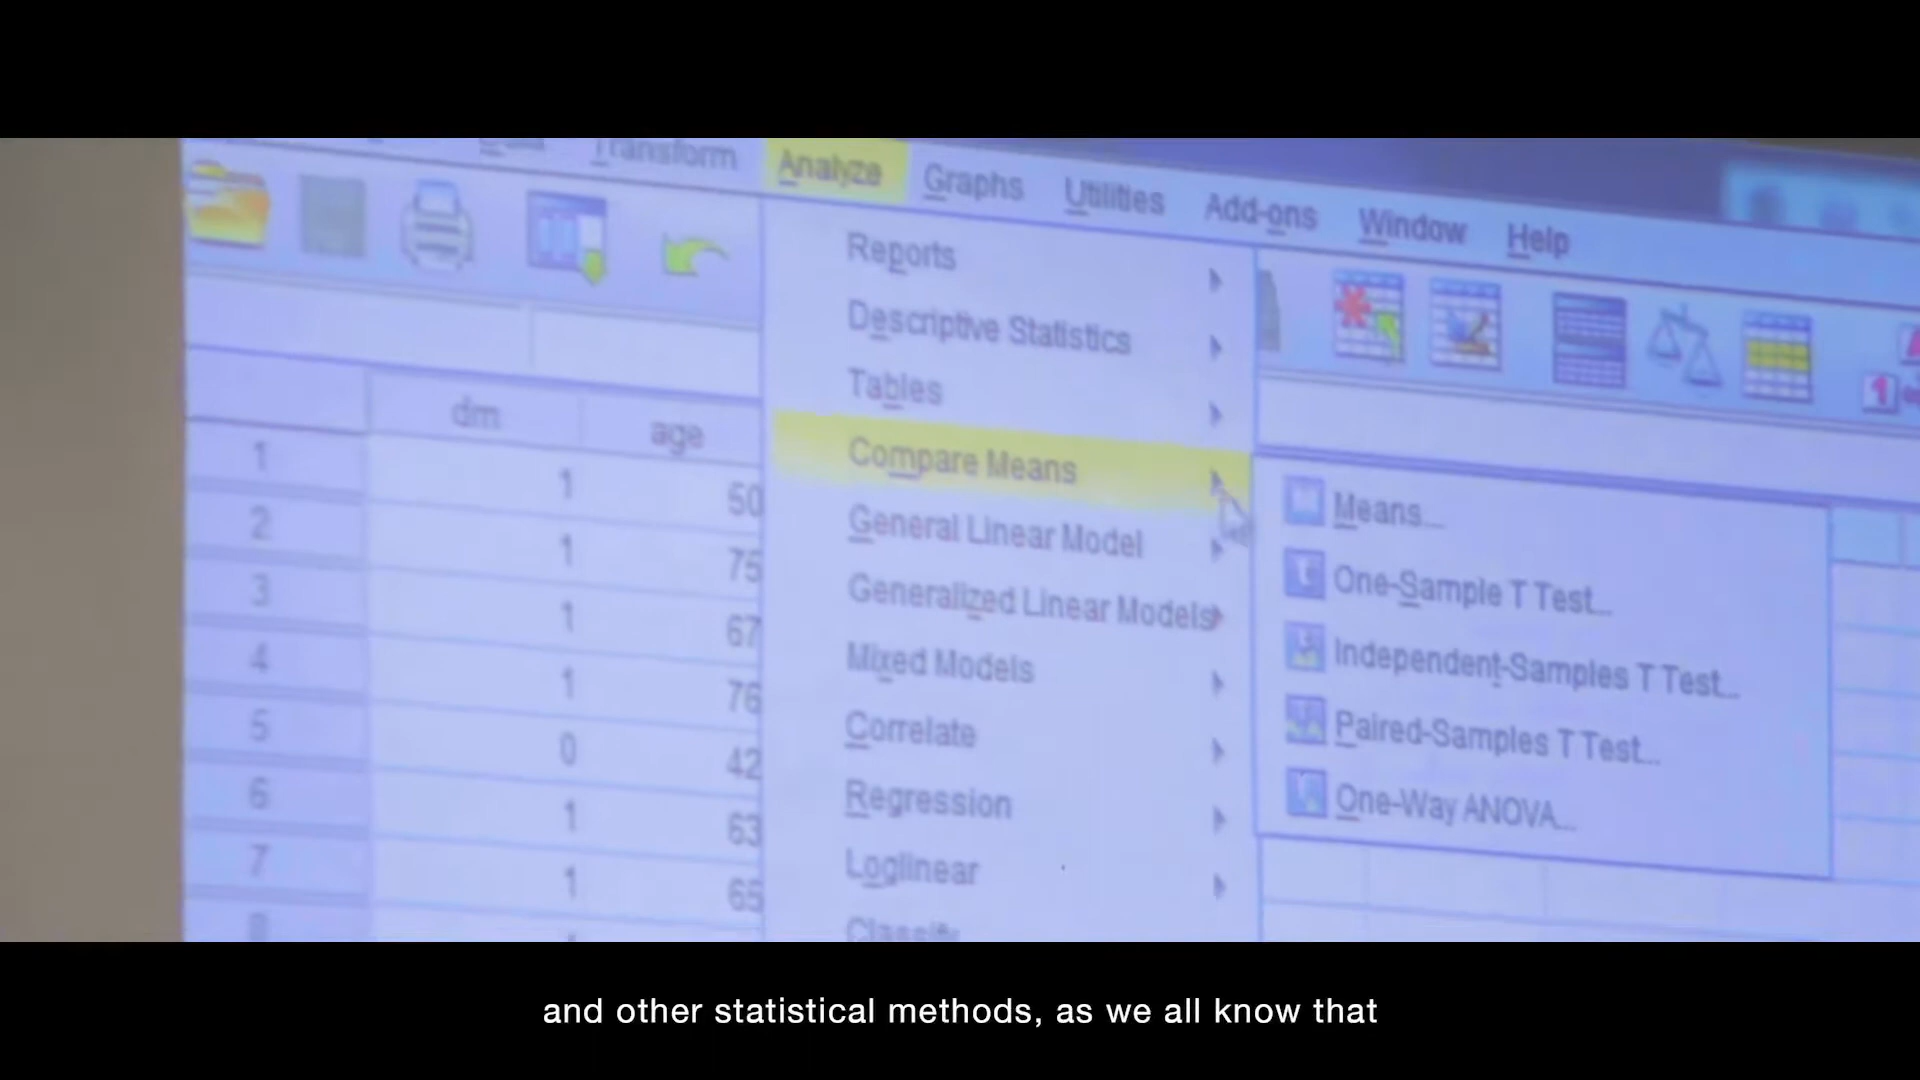 Transform Analyze Graphs Utilities Add-ons Window Help
Reports
Descriptive Statistics
Tables
Compare Means
General Linear Model
Generalized Linear Models
Mixed Models
Correlate
Regression
Loglinear
Classify
Means...
One-Sample T Test...
Independent-Samples T Test...
Paired-Samples T Test...
One-Way ANOVA...
dm age
1 1 50
2 1 75
3 1 67
4 1 76
5 0 42
6 1 63
7 1 65
8
and other statistical methods, as we all know that